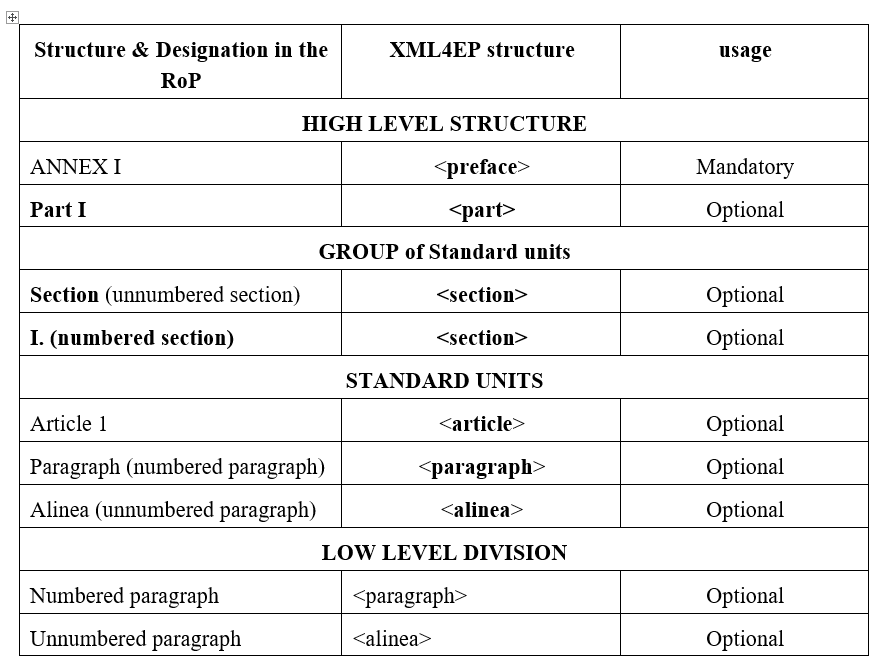 Structure & Designation in the RoP XML4EP structure usage
HIGH LEVEL STRUCTURE
ANNEX I <preface> Mandatory
Part I <part> Optional
GROUP of Standard units
Section (unnumbered section) <section> Optional
I. (numbered section) <section> Optional
STANDARD UNITS
Article 1 <article> Optional
Paragraph (numbered paragraph) <paragraph> Optional
Alinea (unnumbered paragraph) <alinea> Optional
LOW LEVEL DIVISION
Numbered paragraph <paragraph> Optional
Unnumbered paragraph <alinea> Optional